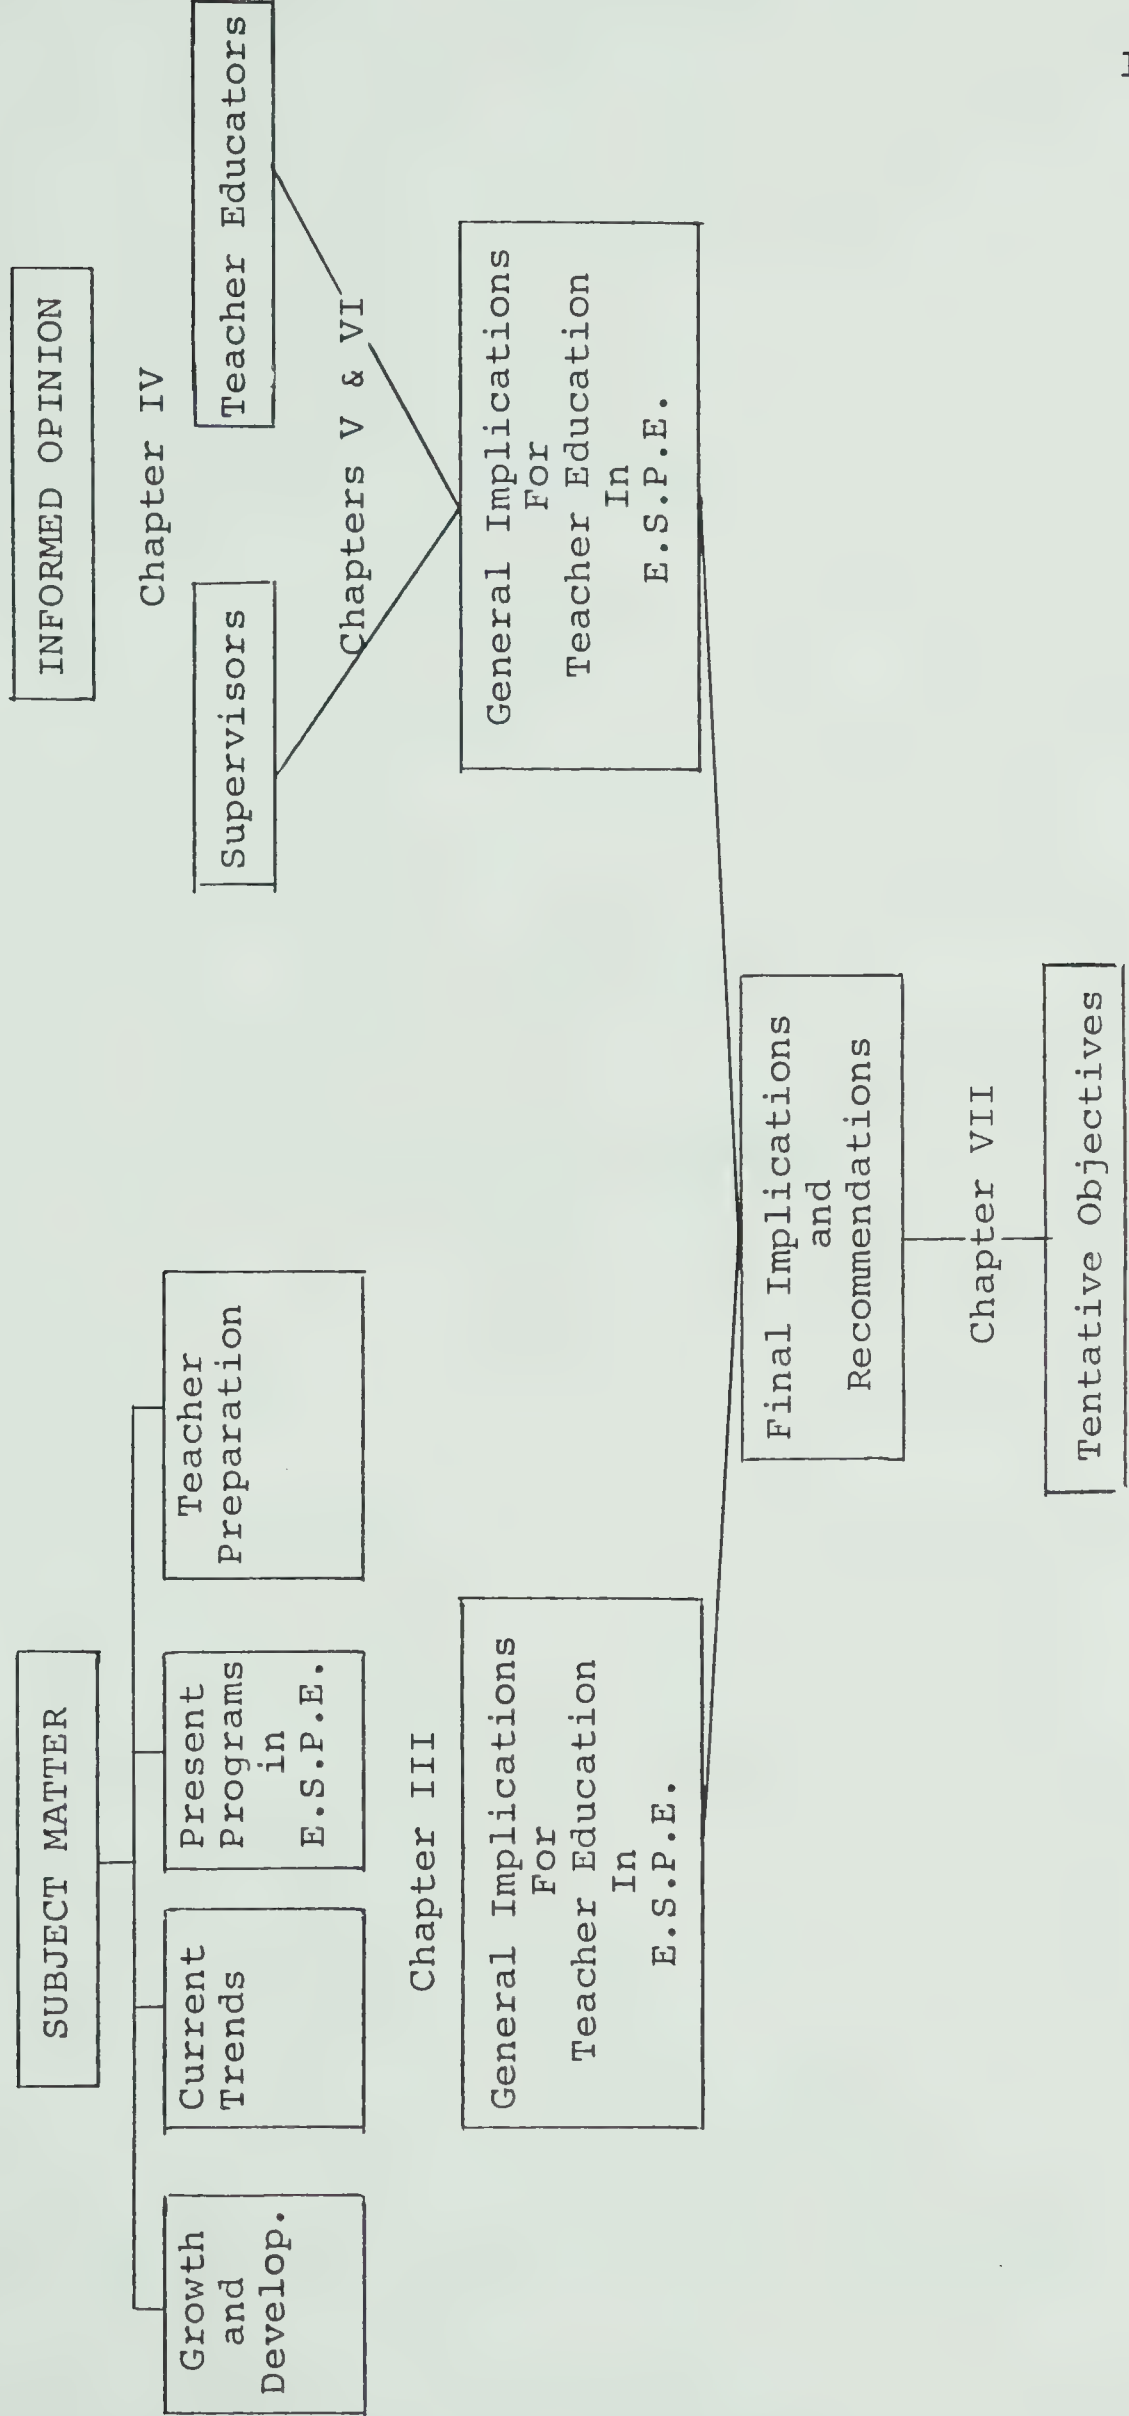 SUBJECT MATTER
Growth
and
Develop.
Current
Trends
Present
Programs
in
E.S.P.E.
Teacher
Preparation
Chapter III
General Implications
For
Teacher Education
In
E.S.P.E.
INFORMED OPINION
Chapter IV
Supervisors
Teacher Educators
Chapters V & VI
General Implications
For
Teacher Education
In
E.S.P.E.
Final Implications
and
Recommendations
Chapter VII
Tentative Objectives